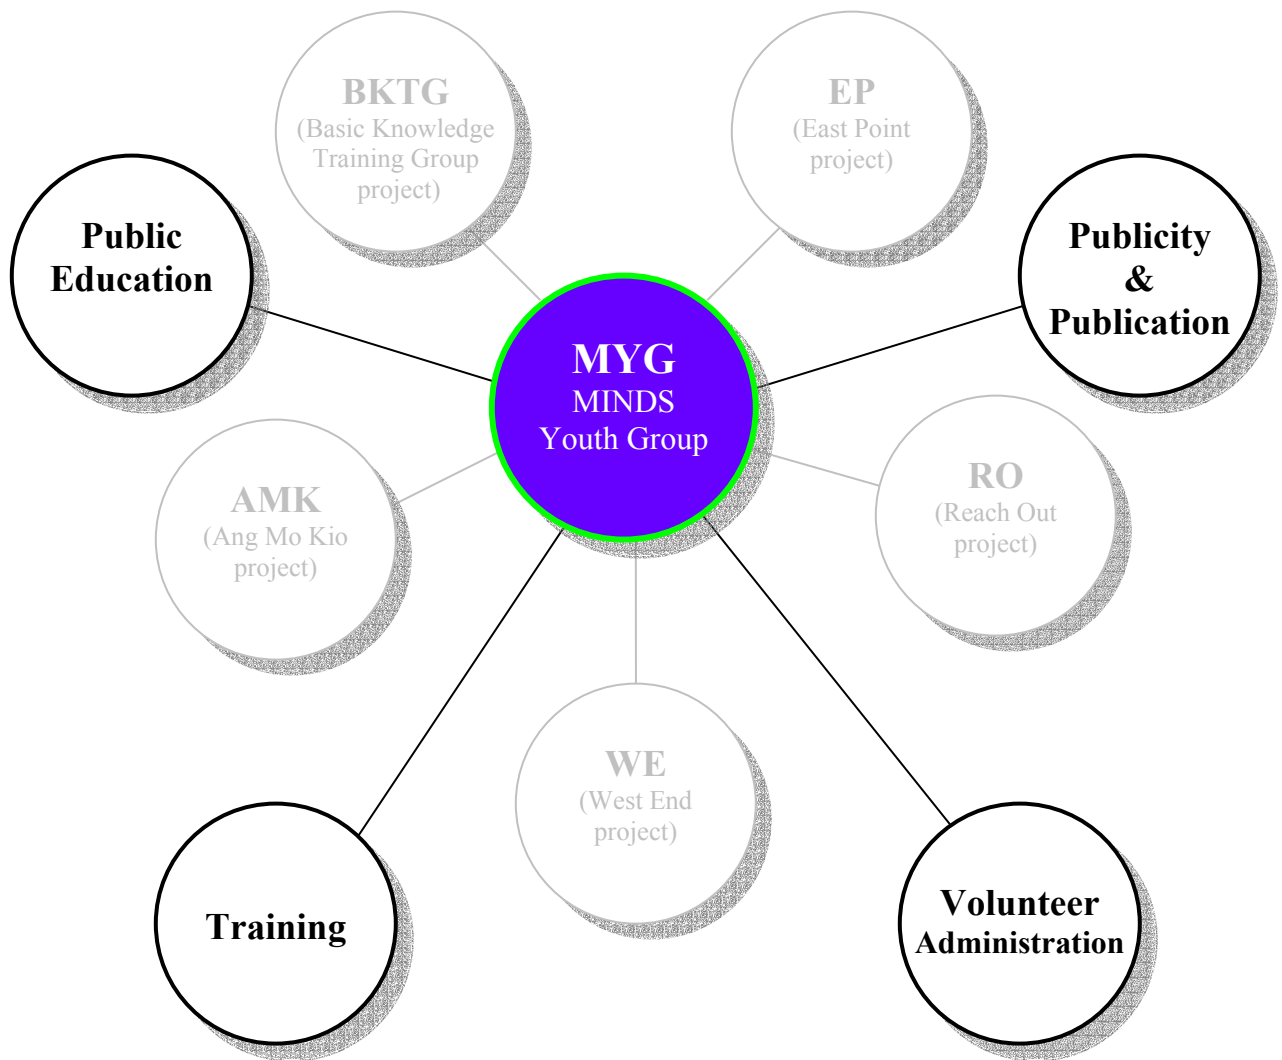 BKTG
(Basic Knowledge
Training Group
project)
EP
(East Point
project)
Public
Education
Publicity
&
Publication
MYG
MINDS
Youth Group
AMK
(Ang Mo Kio
project)
RO
(Reach Out
project)
WE
(West End
project)
Training
Volunteer
Administration